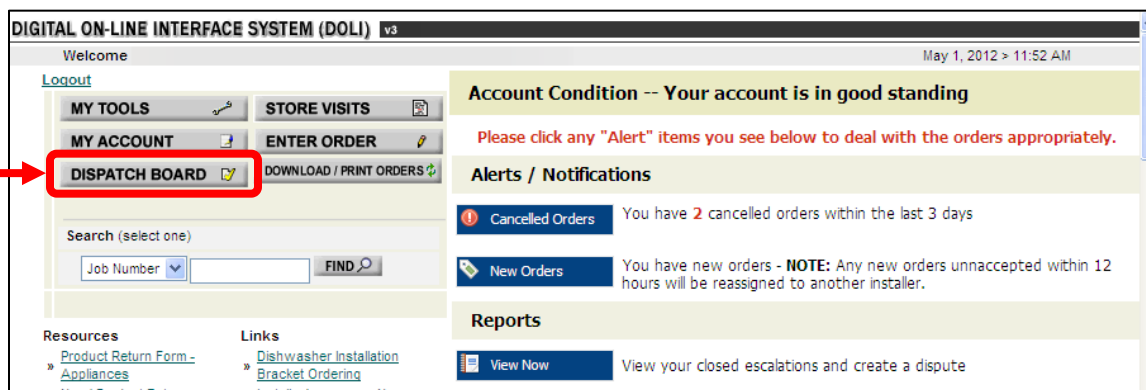 DIGITAL ON-LINE INTERFACE SYSTEM (DOLI) v3
Welcome
May 1, 2012 > 11:52 AM
Logout
MY TOOLS
STORE VISITS
MY ACCOUNT
ENTER ORDER
DISPATCH BOARD
DOWNLOAD / PRINT ORDERS
Search (select one)
Job Number
FIND
Resources
Product Return Form -
Appliances
Links
Dishwasher Installation
Bracket Ordering
Account Condition -- Your account is in good standing
Please click any "Alert" items you see below to deal with the orders appropriately.
Alerts / Notifications
Cancelled Orders
You have 2 cancelled orders within the last 3 days
New Orders
You have new orders - NOTE: Any new orders unnaccepted within 12
hours will be reassigned to another installer.
Reports
View Now
View your closed escalations and create a dispute